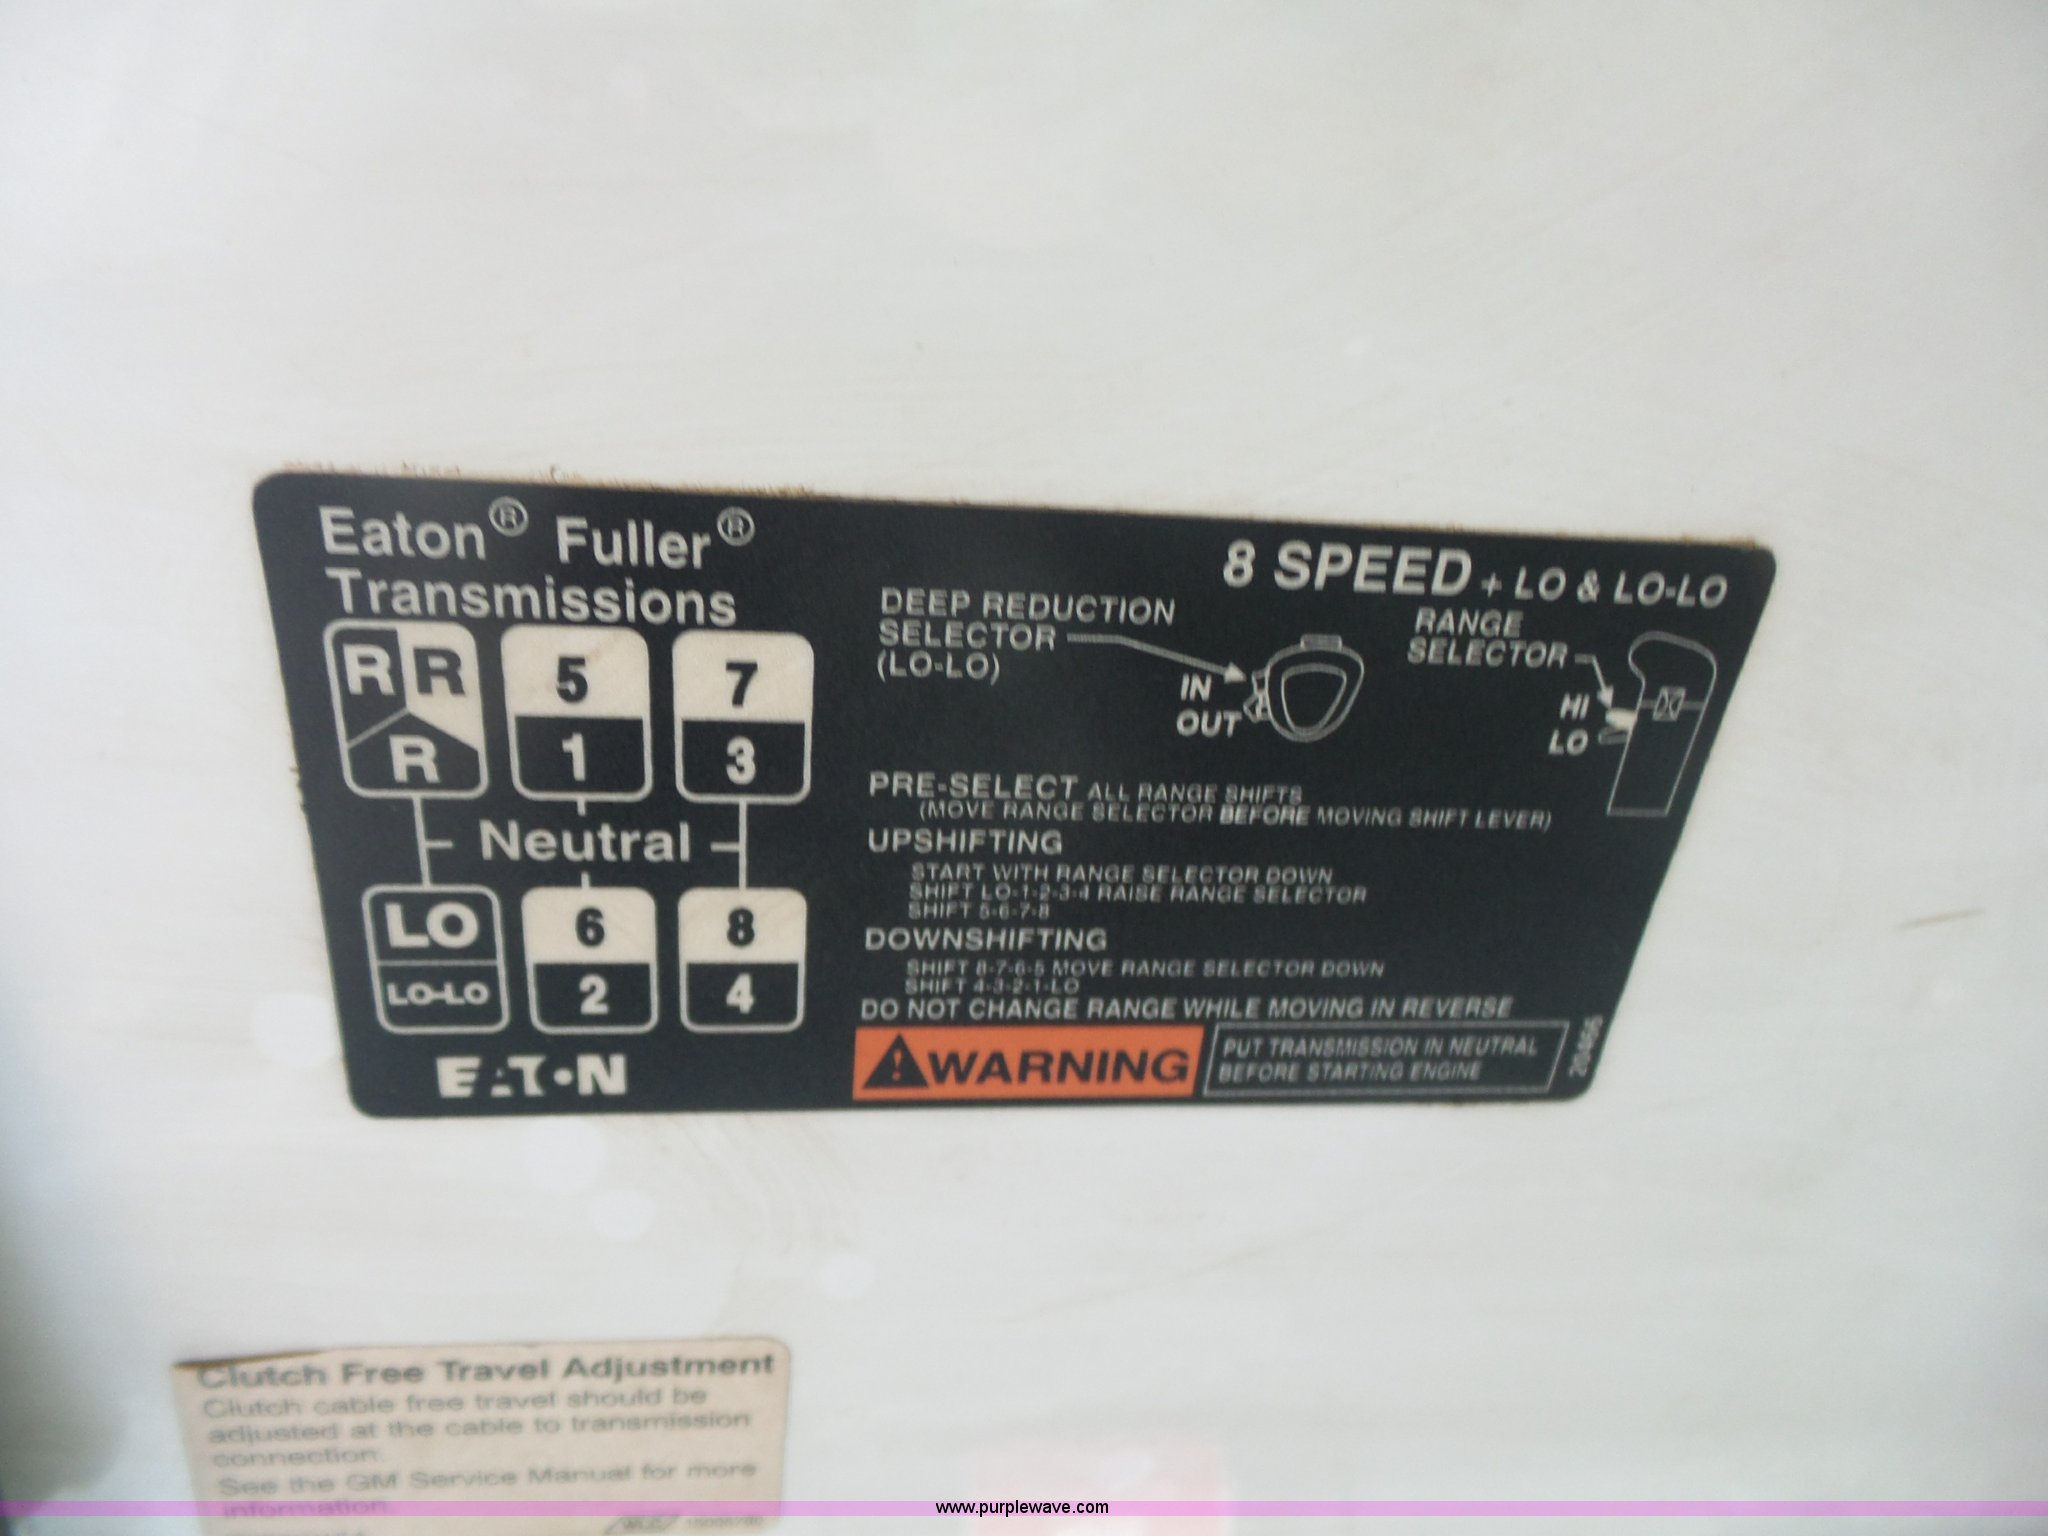 Eaton® Fuller®
Transmissions
R R
R
5
1
7
3
Neutral
LO
LO-LO
6
2
8
4
EATON
8 SPEED + LO & LO-LO
DEEP REDUCTION
SELECTOR
(LO-LO)
IN
OUT
RANGE
SELECTOR
HI
LO
PRE-SELECT ALL RANGE SHIFTS
(MOVE RANGE SELECTOR BEFORE MOVING SHIFT LEVER)
UPSHIFTING
START WITH RANGE SELECTOR DOWN
SHIFT LO-1-2-3-4 RAISE RANGE SELECTOR
SHIFT 5-6-7-8
DOWNSHIFTING
SHIFT 8-7-6-5 MOVE RANGE SELECTOR DOWN
SHIFT 4-3-2-1-LO
DO NOT CHANGE RANGE WHILE MOVING IN REVERSE
WARNING
PUT TRANSMISSION IN NEUTRAL
BEFORE STARTING ENGINE
Clutch Free Travel Adjustment
Clutch cable free travel should be
adjusted at the cable to transmission
connection.
See the GM Service Manual for more
information.
www.purplewave.com